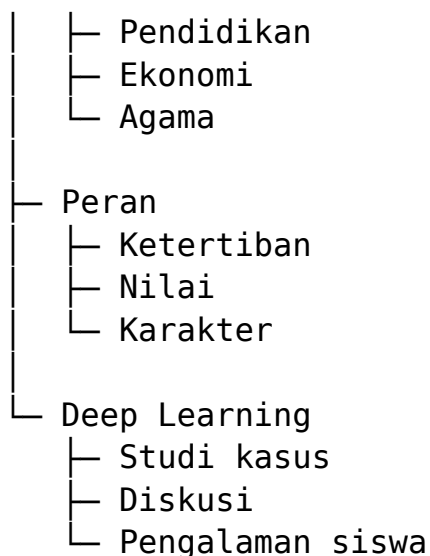 │   ├─ Pendidikan
│   ├─ Ekonomi
│   └─ Agama
│
├─ Peran
│   ├─ Ketertiban
│   ├─ Nilai
│   └─ Karakter
│
└─ Deep Learning
    ├─ Studi kasus
    ├─ Diskusi
    └─ Pengalaman siswa